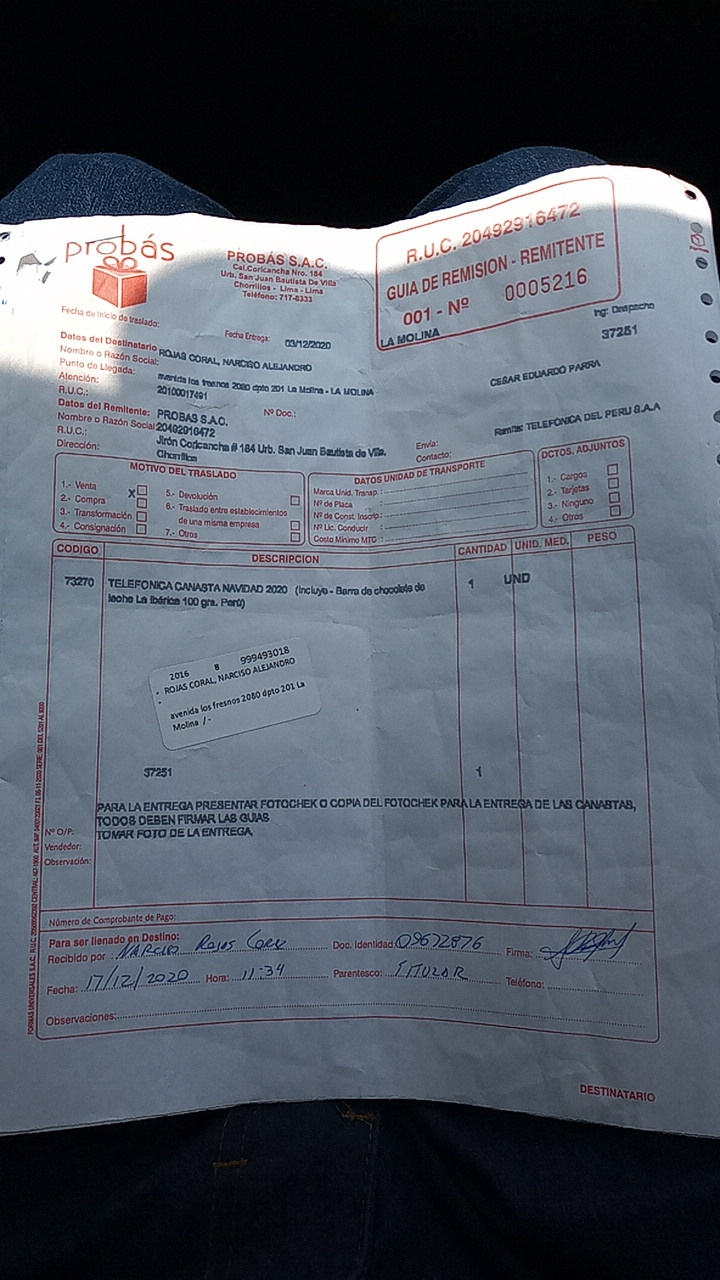 probás
PROBÁS S.A.C.
Cal.Coricancha Nro. 184
Urb. San Juan Bautista De Villa
Chorrillos - Lima - Lima
Teléfono: 717-8333
R.U.C. 20492916472
GUIA DE REMISION - REMITENTE
001 - Nº 0005216
Fecha de Inicio de traslado:
Fecha Entrega: 03/12/2020
LA MOLINA
Ing: Despacho
37251
Datos del Destinatario
Nombre o Razón Social: ROJAS CORAL, NARCISO ALEJANDRO
Punto de Llegada: avenida los fresnos 2080 dpto 201 La Molina - LA MOLINA
Atención:
CESAR EDUARDO PARRA
R.U.C.: 20100017491
Nº Doc.:
Datos del Remitente:
Nombre o Razón Social: PROBAS S.A.C.
R.U.C.: 20492916472
Dirección: Jirón Coricancha # 184 Urb. San Juan Bautista de Villa,
Chorrillos
Envia:
Contacto:
Remite: TELEFONICA DEL PERU S.A.A
MOTIVO DEL TRASLADO
1.- Venta X
2.- Compra
3.- Transformación
4.- Consignación
5.- Devolución
6.- Traslado entre establecimientos
de una misma empresa
7.- Otros
DATOS UNIDAD DE TRANSPORTE
Marca Unid. Transp.:
Nº de Placa :
Nº de Const. Inscrip.:
Nº Lic. Conducir :
Costo Mínimo MTC :
DCTOS. ADJUNTOS
1.- Cargos
2.- Tarjetas
3.- Ninguno
4.- Otros
CODIGO DESCRIPCION CANTIDAD UNID. MED. PESO
73270 TELEFONICA CANASTA NAVIDAD 2020 (Incluye - Barra de chocolate de 1 UND
leche La Ibérica 100 grs. Perú)
2016 8 999493018
ROJAS CORAL, NARCISO ALEJANDRO
avenida los fresnos 2080 dpto 201 La
Molina / -
37251 1
PARA LA ENTREGA PRESENTAR FOTOCHEK O COPIA DEL FOTOCHEK PARA LA ENTREGA DE LAS CANASTAS,
TODOS DEBEN FIRMAR LAS GUIAS
TOMAR FOTO DE LA ENTREGA,
Nº O/P:
Vendedor:
Observación:
Número de Comprobante de Pago:
Para ser llenado en Destino:
Recibido por : Narciso Rojas Coral Doc. Identidad: 09672876 Firma:
Fecha: 17/12/2020 Hora: 11:34 Parentesco: TITULAR Teléfono:
Observaciones:
DESTINATARIO